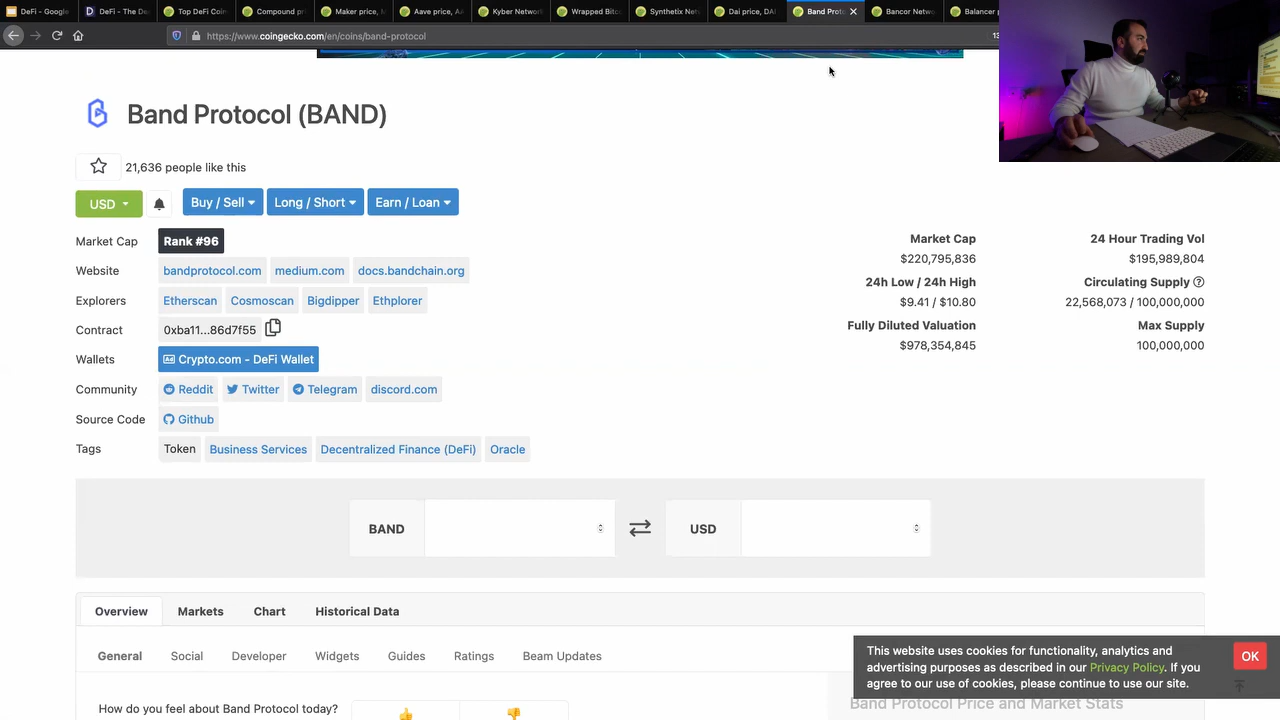 DeFi - Google
DeFi - The De
Top DeFi Coin
Compound pri
Maker price, M
Aave price, AA
Kyber Network
Wrapped Bitco
Synthetix Net
Dai price, DAI
Band Proto
Bancor Netwo
Balancer p
https://www.coingecko.com/en/coins/band-protocol
Band Protocol (BAND)
21,636 people like this
USD
Buy / Sell
Long / Short
Earn / Loan
Market Cap Rank #96
Website bandprotocol.com medium.com docs.bandchain.org
Explorers Etherscan Cosmoscan Bigdipper Ethplorer
Contract 0xba11...86d7f55
Wallets Ad Crypto.com - DeFi Wallet
Community Reddit Twitter Telegram discord.com
Source Code Github
Tags Token Business Services Decentralized Finance (DeFi) Oracle
Market Cap
$220,795,836
24h Low / 24h High
$9.41 / $10.80
Fully Diluted Valuation
$978,354,845
24 Hour Trading Vol
$195,989,804
Circulating Supply
22,568,073 / 100,000,000
Max Supply
100,000,000
BAND
USD
Overview Markets Chart Historical Data
General Social Developer Widgets Guides Ratings Beam Updates
How do you feel about Band Protocol today?
This website uses cookies for functionality, analytics and
advertising purposes as described in our Privacy Policy. If you
agree to our use of cookies, please continue to use our site.
OK
Band Protocol Price and Market Stats